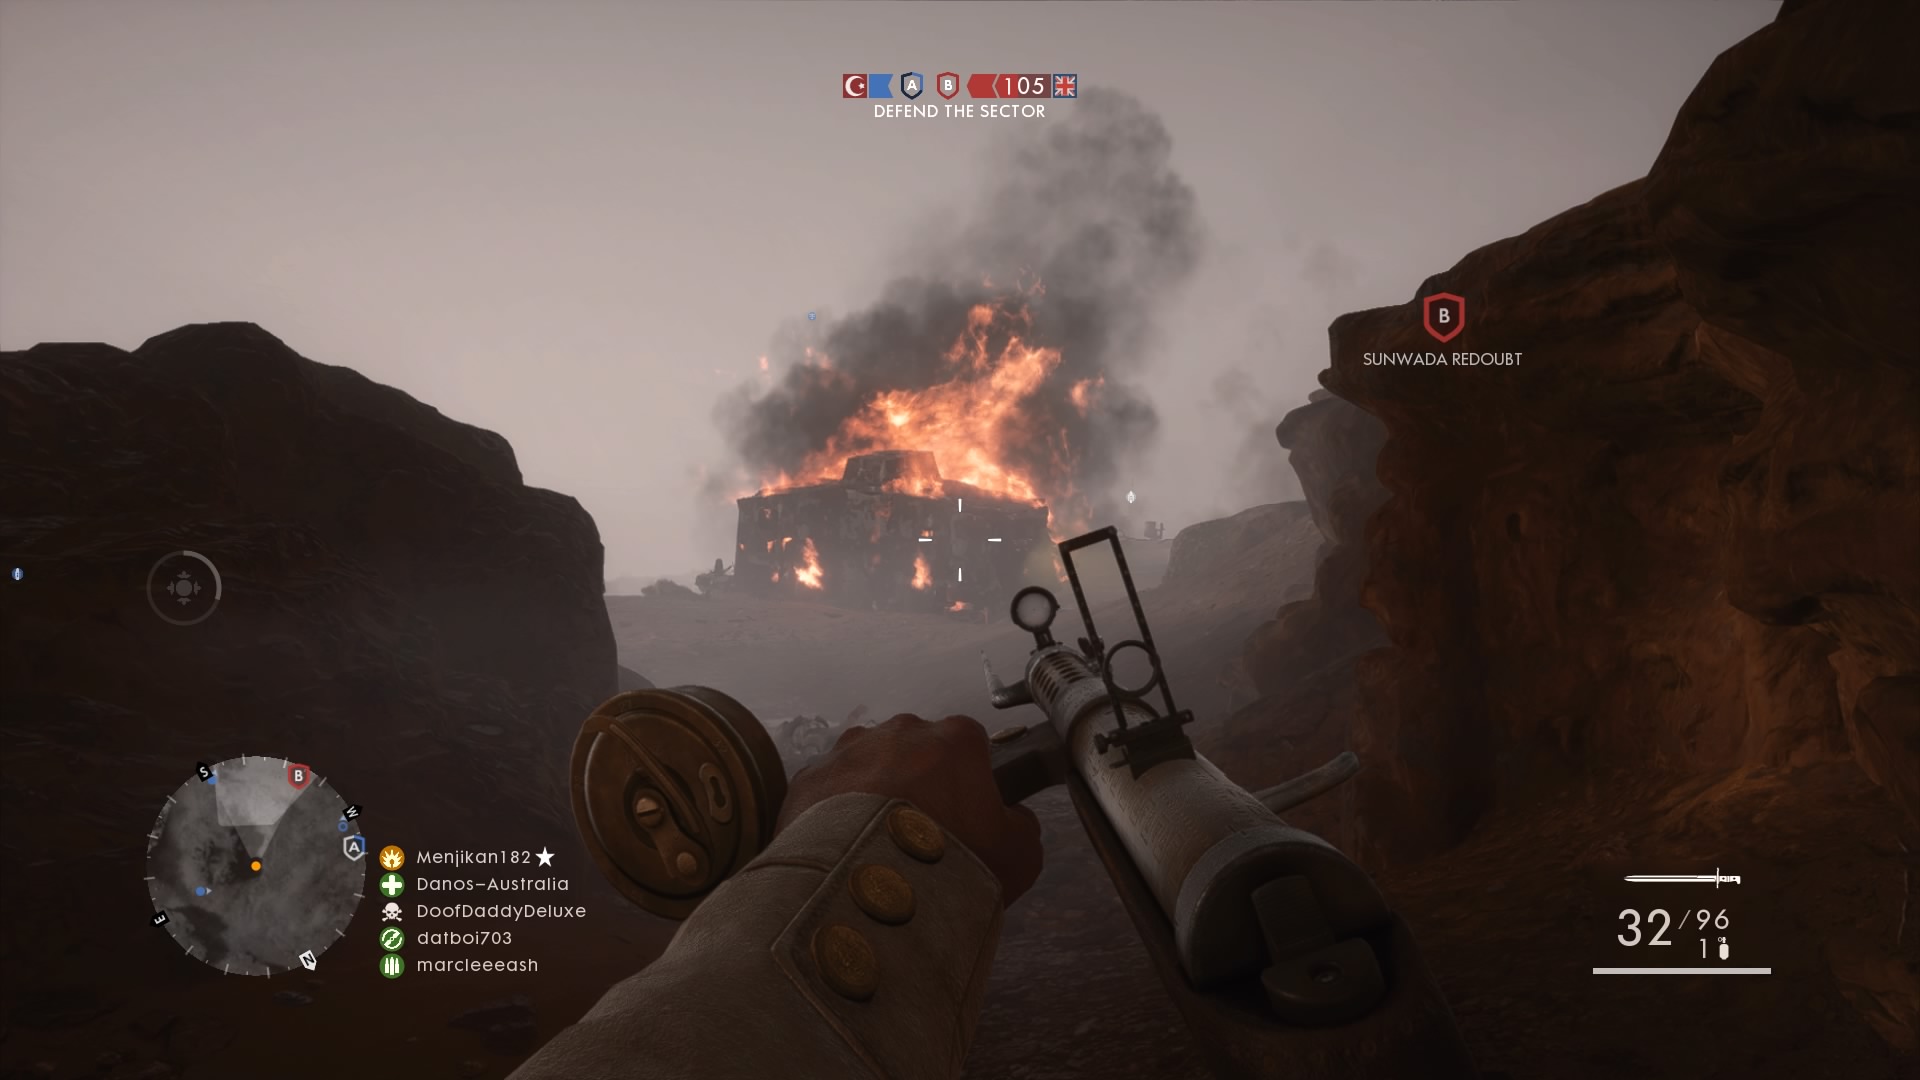 A B 105
DEFEND THE SECTOR
B
SUNWADA REDOUBT
S
B
W
A
E
N
Menjikan182
Danos-Australia
DoofDaddyDeluxe
datboi703
marcleeeash
32/96
1